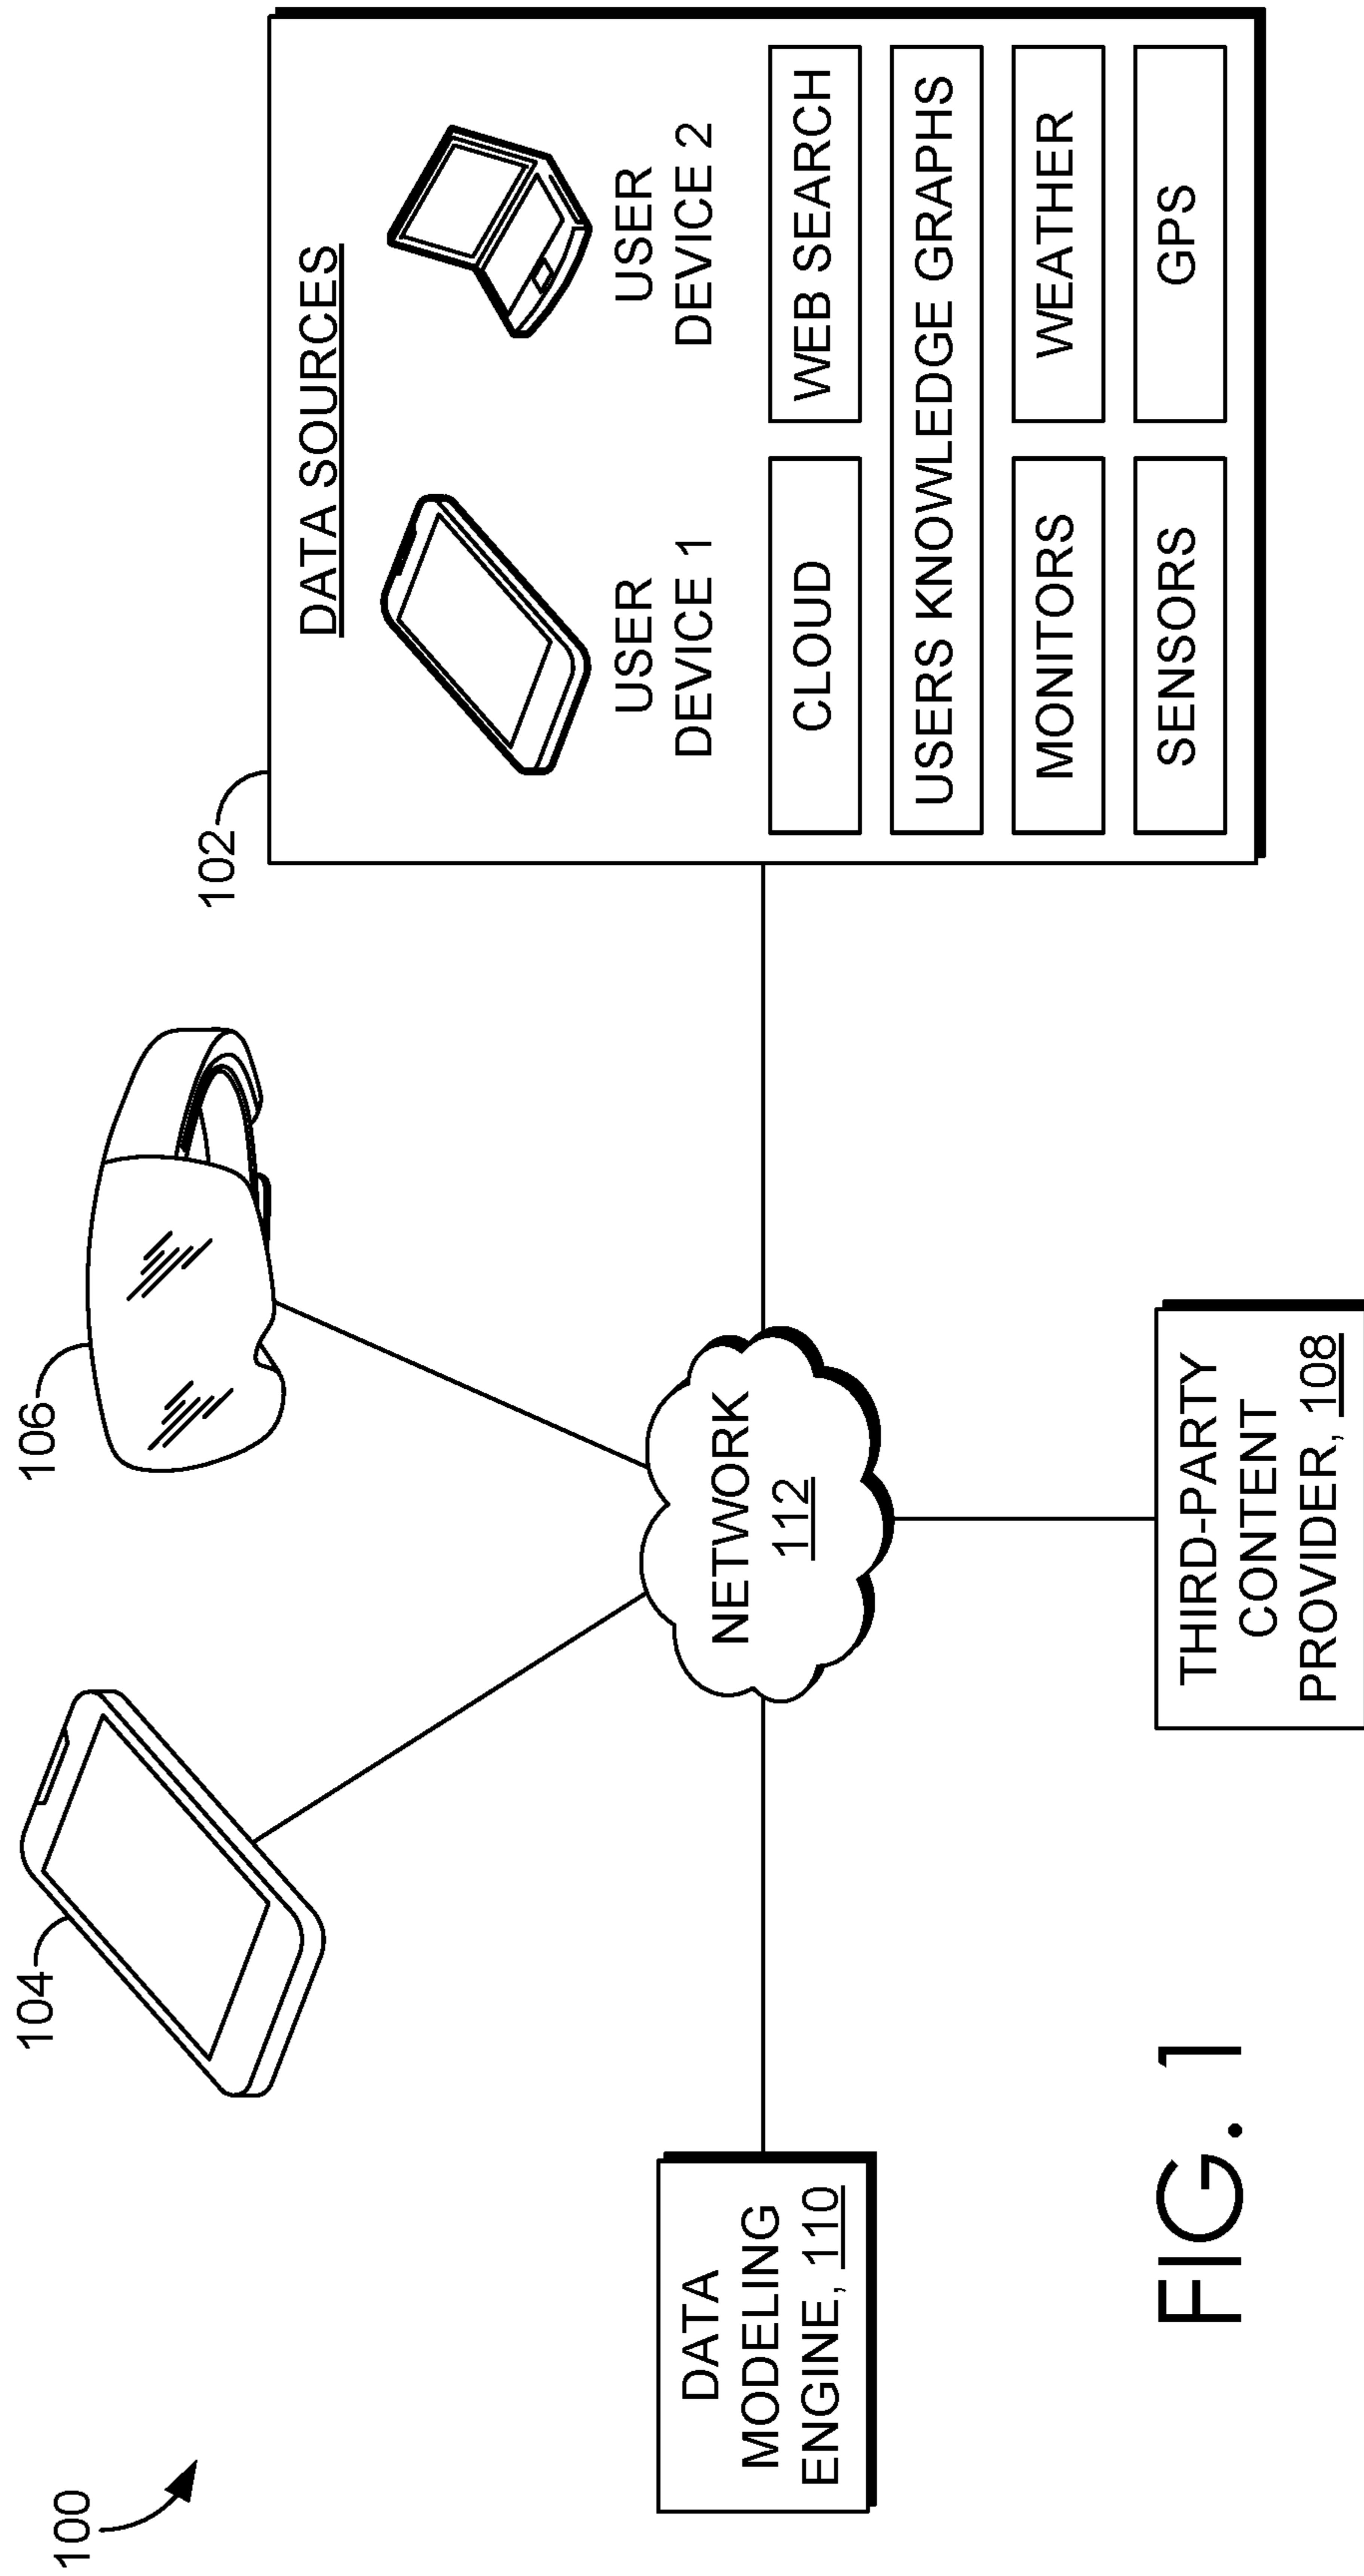 100
104
106
102
DATA SOURCES
USER
DEVICE 1
USER
DEVICE 2
CLOUD
WEB SEARCH
USERS KNOWLEDGE GRAPHS
MONITORS
WEATHER
SENSORS
GPS
DATA
MODELING
ENGINE, 110
NETWORK
112
THIRD-PARTY
CONTENT
PROVIDER, 108
FIG. 1